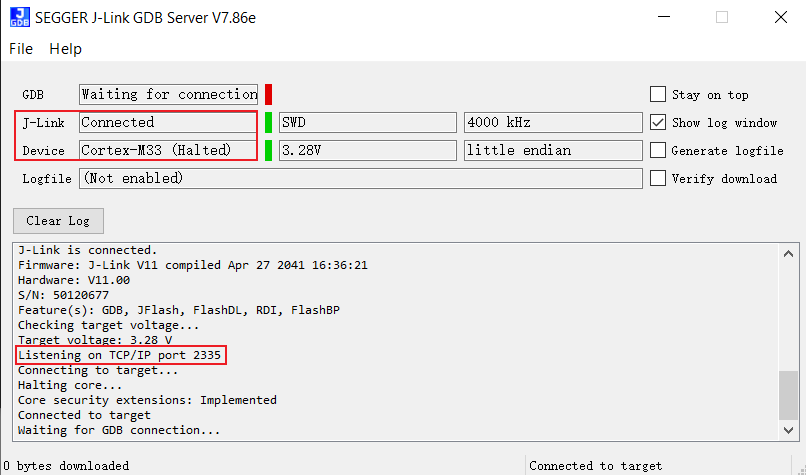 J GDB SEGGER J-Link GDB Server V7.86e
File Help
GDB Waiting for connection Stay on top
J-Link Connected SWD 4000 kHz Show log window
Device Cortex-M33 (Halted) 3.28V little endian Generate logfile
Logfile (Not enabled) Verify download
Clear Log
J-Link is connected.
Firmware: J-Link V11 compiled Apr 27 2041 16:36:21
Hardware: V11.00
S/N: 50120677
Feature(s): GDB, JFlash, FlashDL, RDI, FlashBP
Checking target voltage...
Target voltage: 3.28 V
Listening on TCP/IP port 2335
Connecting to target...
Halting core...
Core security extensions: Implemented
Connected to target
Waiting for GDB connection...
0 bytes downloaded Connected to target